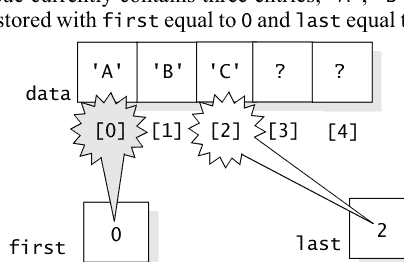 currently contains three entries,
stored with first equal to 0 and last equal
'A' 'B' 'C' ? ?
data
[0] [1] [2] [3] [4]
first 0 last 2